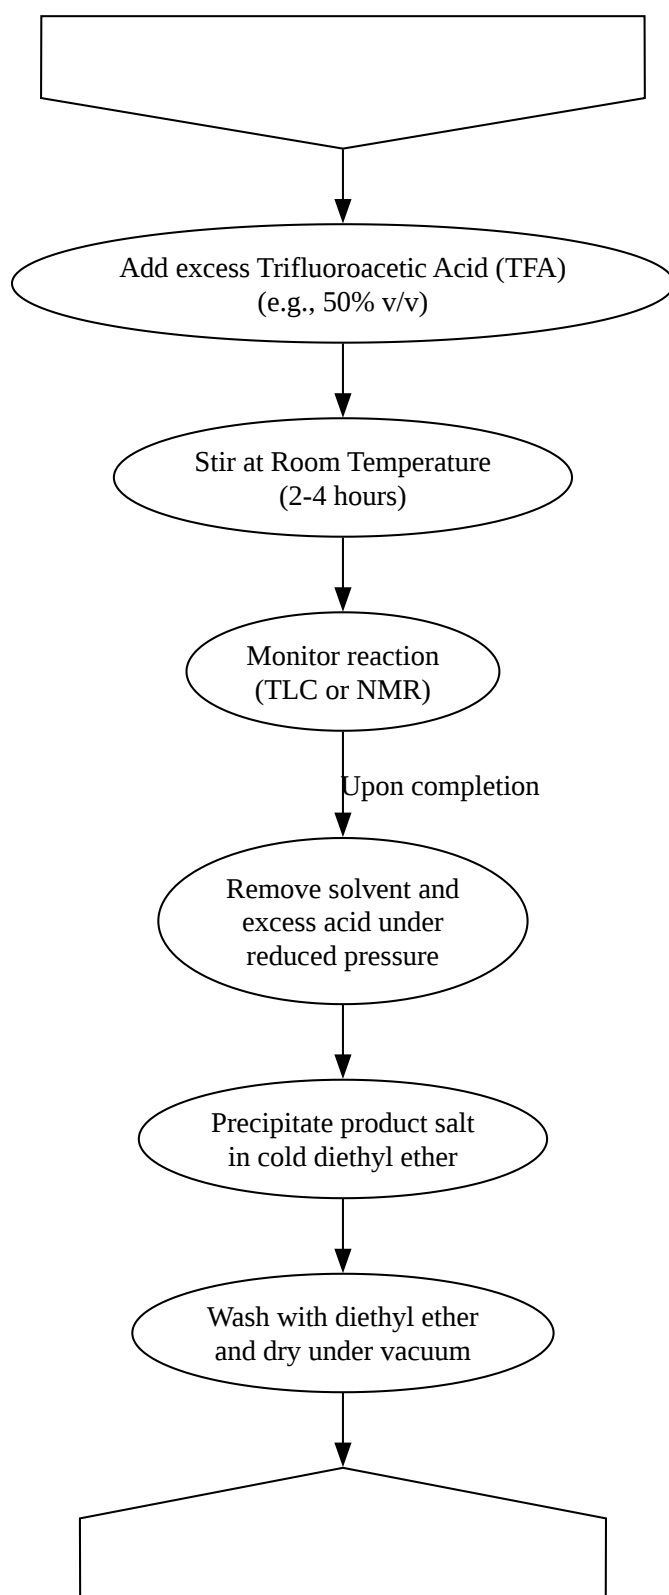 Add excess Trifluoroacetic Acid (TFA)
(e.g., 50% v/v)
Stir at Room Temperature
(2-4 hours)
Monitor reaction
(TLC or NMR)
Upon completion
Remove solvent and
excess acid under
reduced pressure
Precipitate product salt
in cold diethyl ether
Wash with diethyl ether
and dry under vacuum